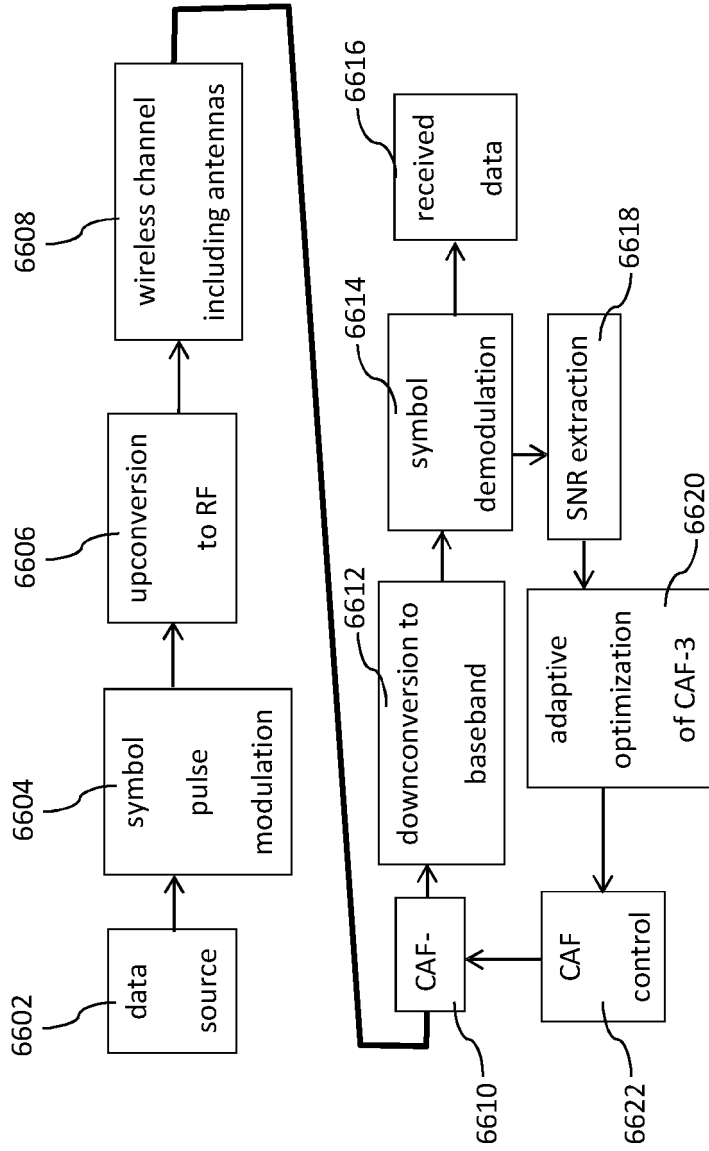 6602
data
source
6604
symbol
pulse
modulation
6606
upconversion
to RF
6608
wireless channel
including antennas
6610
CAF-
6612
downconversion to
baseband
6614
symbol
demodulation
6616
received
data
6618
SNR extraction
6620
adaptive
optimization
of CAF-3
6622
CAF
control